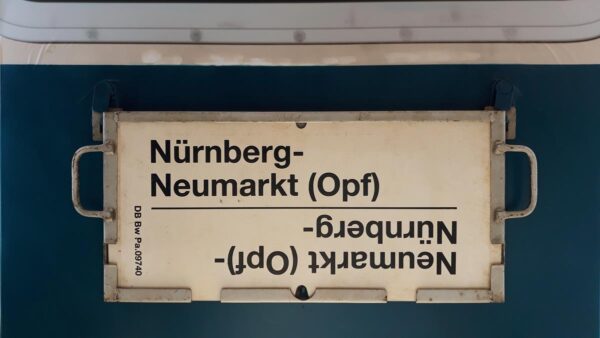 Nürnberg-
Neumarkt (Opf)
Neumarkt (Opf)-
Nürnberg-
DB Bw Pa.09740